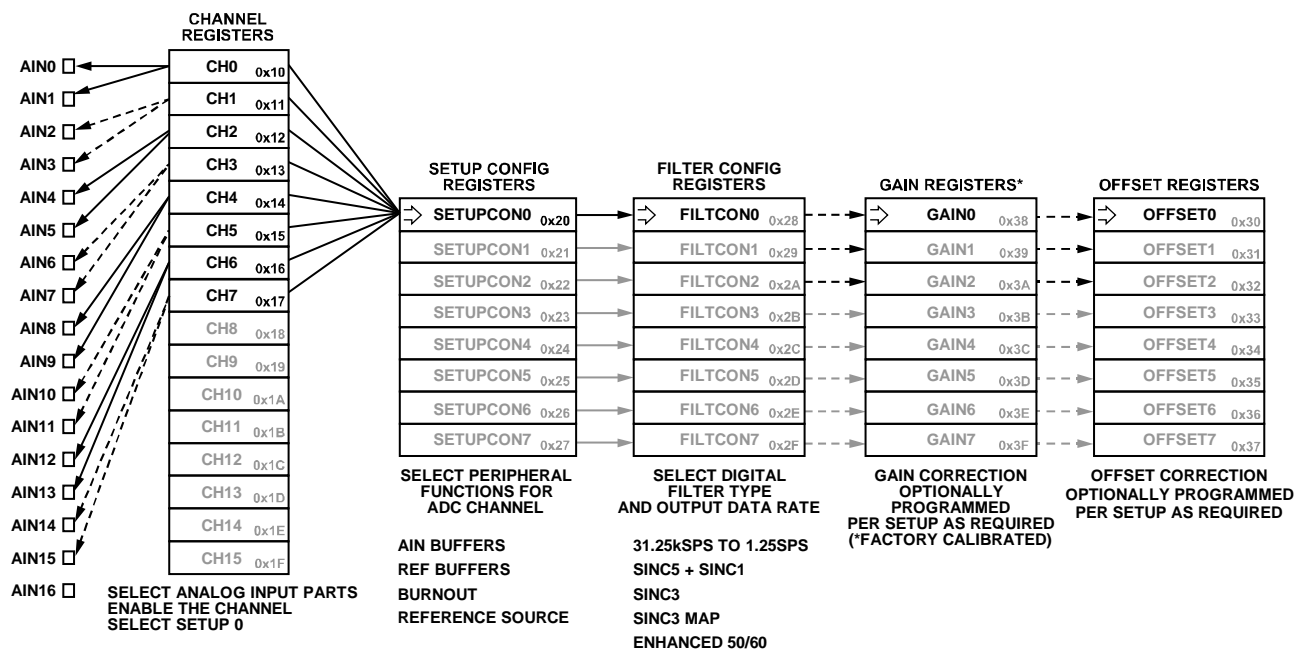 CHANNEL
REGISTERS
AIN0
AIN1
AIN2
AIN3
AIN4
AIN5
AIN6
AIN7
AIN8
AIN9
AIN10
AIN11
AIN12
AIN13
AIN14
AIN15
AIN16
CH0 0x10
CH1 0x11
CH2 0x12
CH3 0x13
CH4 0x14
CH5 0x15
CH6 0x16
CH7 0x17
CH8 0x18
CH9 0x19
CH10 0x1A
CH11 0x1B
CH12 0x1C
CH13 0x1D
CH14 0x1E
CH15 0x1F
SELECT ANALOG INPUT PARTS
ENABLE THE CHANNEL
SELECT SETUP 0
SETUP CONFIG
REGISTERS
SETUPCON0 0x20
SETUPCON1 0x21
SETUPCON2 0x22
SETUPCON3 0x23
SETUPCON4 0x24
SETUPCON5 0x25
SETUPCON6 0x26
SETUPCON7 0x27
SELECT PERIPHERAL
FUNCTIONS FOR
ADC CHANNEL
AIN BUFFERS
REF BUFFERS
BURNOUT
REFERENCE SOURCE
FILTER CONFIG
REGISTERS
FILTCON0 0x28
FILTCON1 0x29
FILTCON2 0x2A
FILTCON3 0x2B
FILTCON4 0x2C
FILTCON5 0x2D
FILTCON6 0x2E
FILTCON7 0x2F
SELECT DIGITAL
FILTER TYPE
AND OUTPUT DATA RATE
31.25kSPS TO 1.25SPS
SINC5 + SINC1
SINC3
SINC3 MAP
ENHANCED 50/60
GAIN REGISTERS*
GAIN0 0x38
GAIN1 0x39
GAIN2 0x3A
GAIN3 0x3B
GAIN4 0x3C
GAIN5 0x3D
GAIN6 0x3E
GAIN7 0x3F
GAIN CORRECTION
OPTIONALLY
PROGRAMMED
PER SETUP AS REQUIRED
(*FACTORY CALIBRATED)
OFFSET REGISTERS
OFFSET0 0x30
OFFSET1 0x31
OFFSET2 0x32
OFFSET3 0x33
OFFSET4 0x34
OFFSET5 0x35
OFFSET6 0x36
OFFSET7 0x37
OFFSET CORRECTION
OPTIONALLY PROGRAMMED
PER SETUP AS REQUIRED